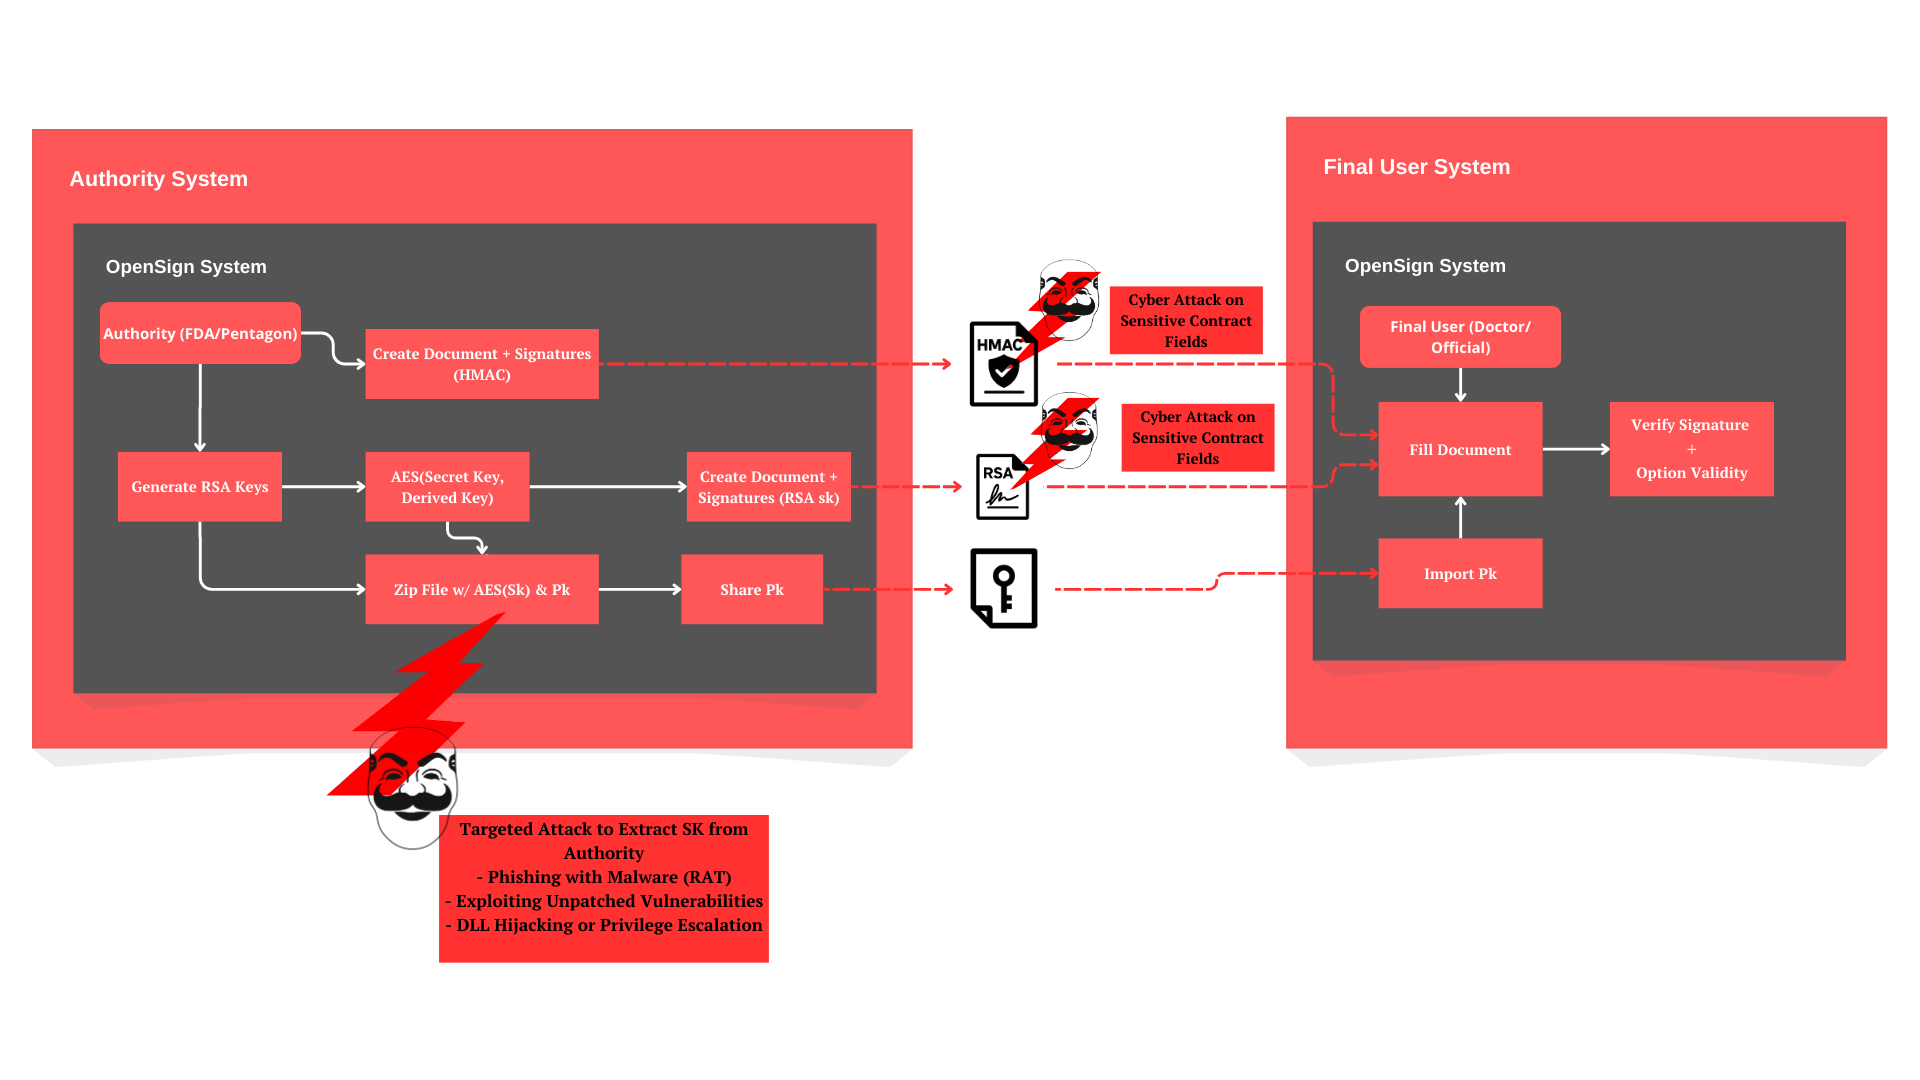 Authority System
OpenSign System
Authority (FDA/Pentagon)
Create Document + Signatures
(HMAC)
Generate RSA Keys
AES(Secret Key,
Derived Key)
Create Document +
Signatures (RSA sk)
Zip File w/ AES(Sk) & Pk
Share Pk
Targeted Attack to Extract SK from
Authority
- Phishing with Malware (RAT)
- Exploiting Unpatched Vulnerabilities
- DLL Hijacking or Privilege Escalation
HMAC
Cyber Attack on
Sensitive Contract
Fields
RSA
Cyber Attack on
Sensitive Contract
Fields
Final User System
OpenSign System
Final User (Doctor/
Official)
Fill Document
Verify Signature
+
Option Validity
Import Pk